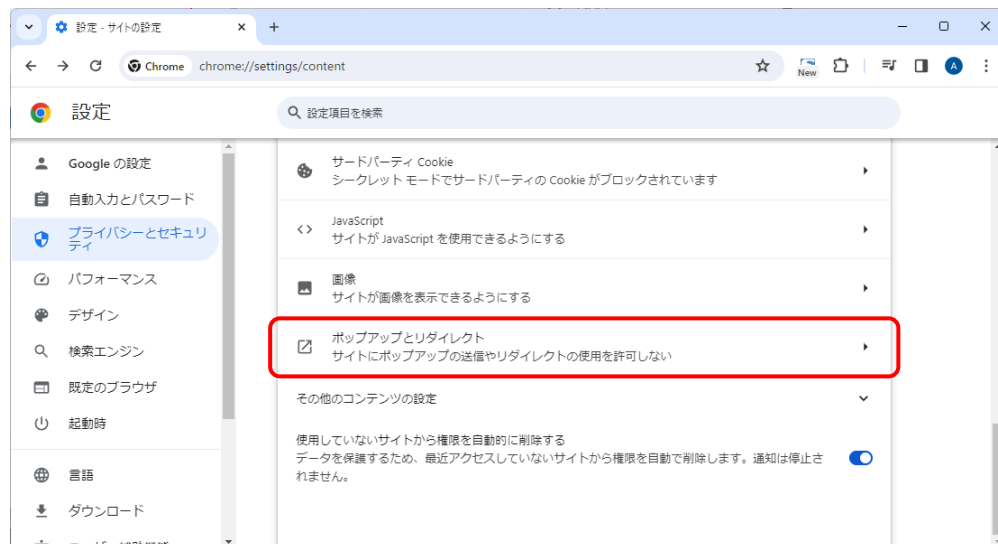 設定 - サイトの設定
Chrome
chrome://settings/content
New
A
設定
設定項目を検索
Google の設定
自動入力とパスワード
プライバシーとセキュリ
ティ
パフォーマンス
デザイン
検索エンジン
既定のブラウザ
起動時
言語
ダウンロード
サードパーティ Cookie
シークレット モードでサードパーティの Cookie がブロックされています
JavaScript
サイトが JavaScript を使用できるようにする
画像
サイトが画像を表示できるようにする
ポップアップとリダイレクト
サイトにポップアップの送信やリダイレクトの使用を許可しない
その他のコンテンツの設定
使用していないサイトから権限を自動的に削除する
データを保護するため、最近アクセスしていないサイトから権限を自動で削除します。通知は停止さ
れません。